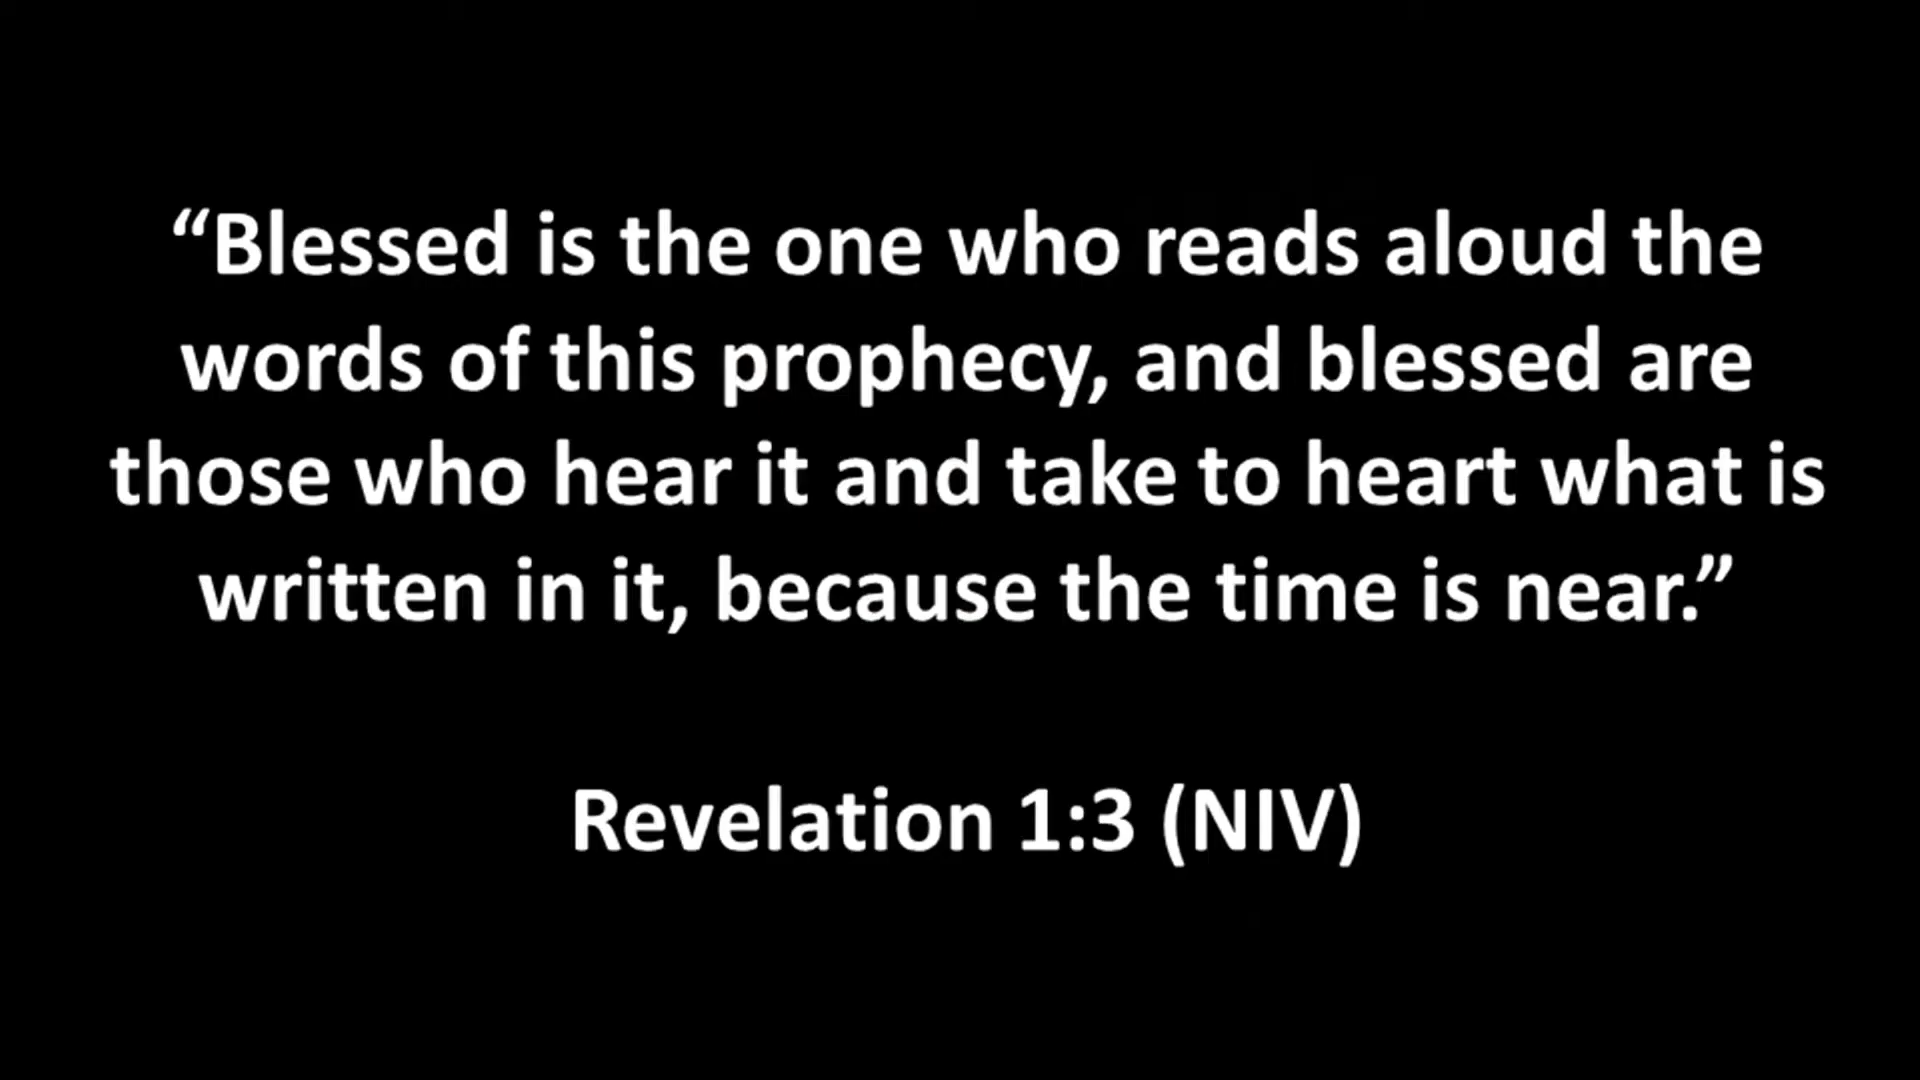 “Blessed is the one who reads aloud the
words of this prophecy, and blessed are
those who hear it and take to heart what is
written in it, because the time is near.”
Revelation 1:3 (NIV)